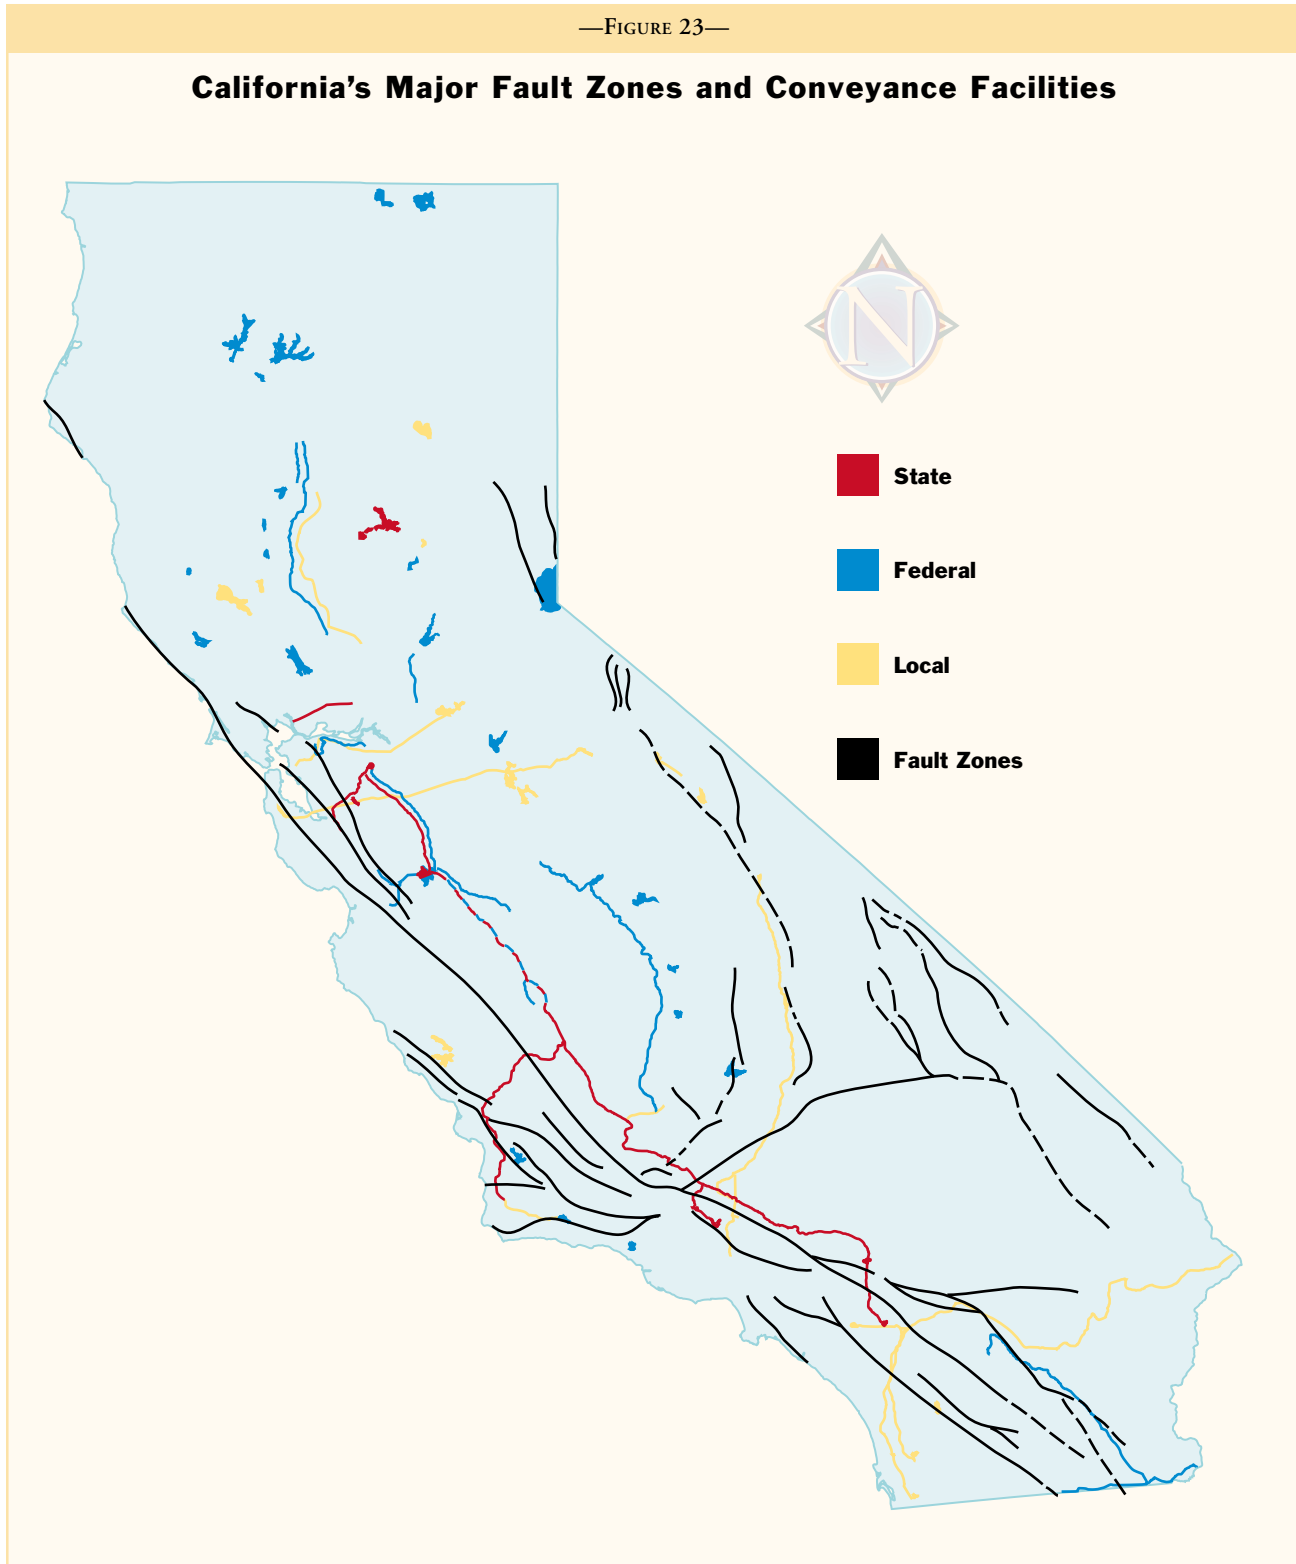 —Figure 23—
California's Major Fault Zones and Conveyance Facilities
N
State
Federal
Local
Fault Zones